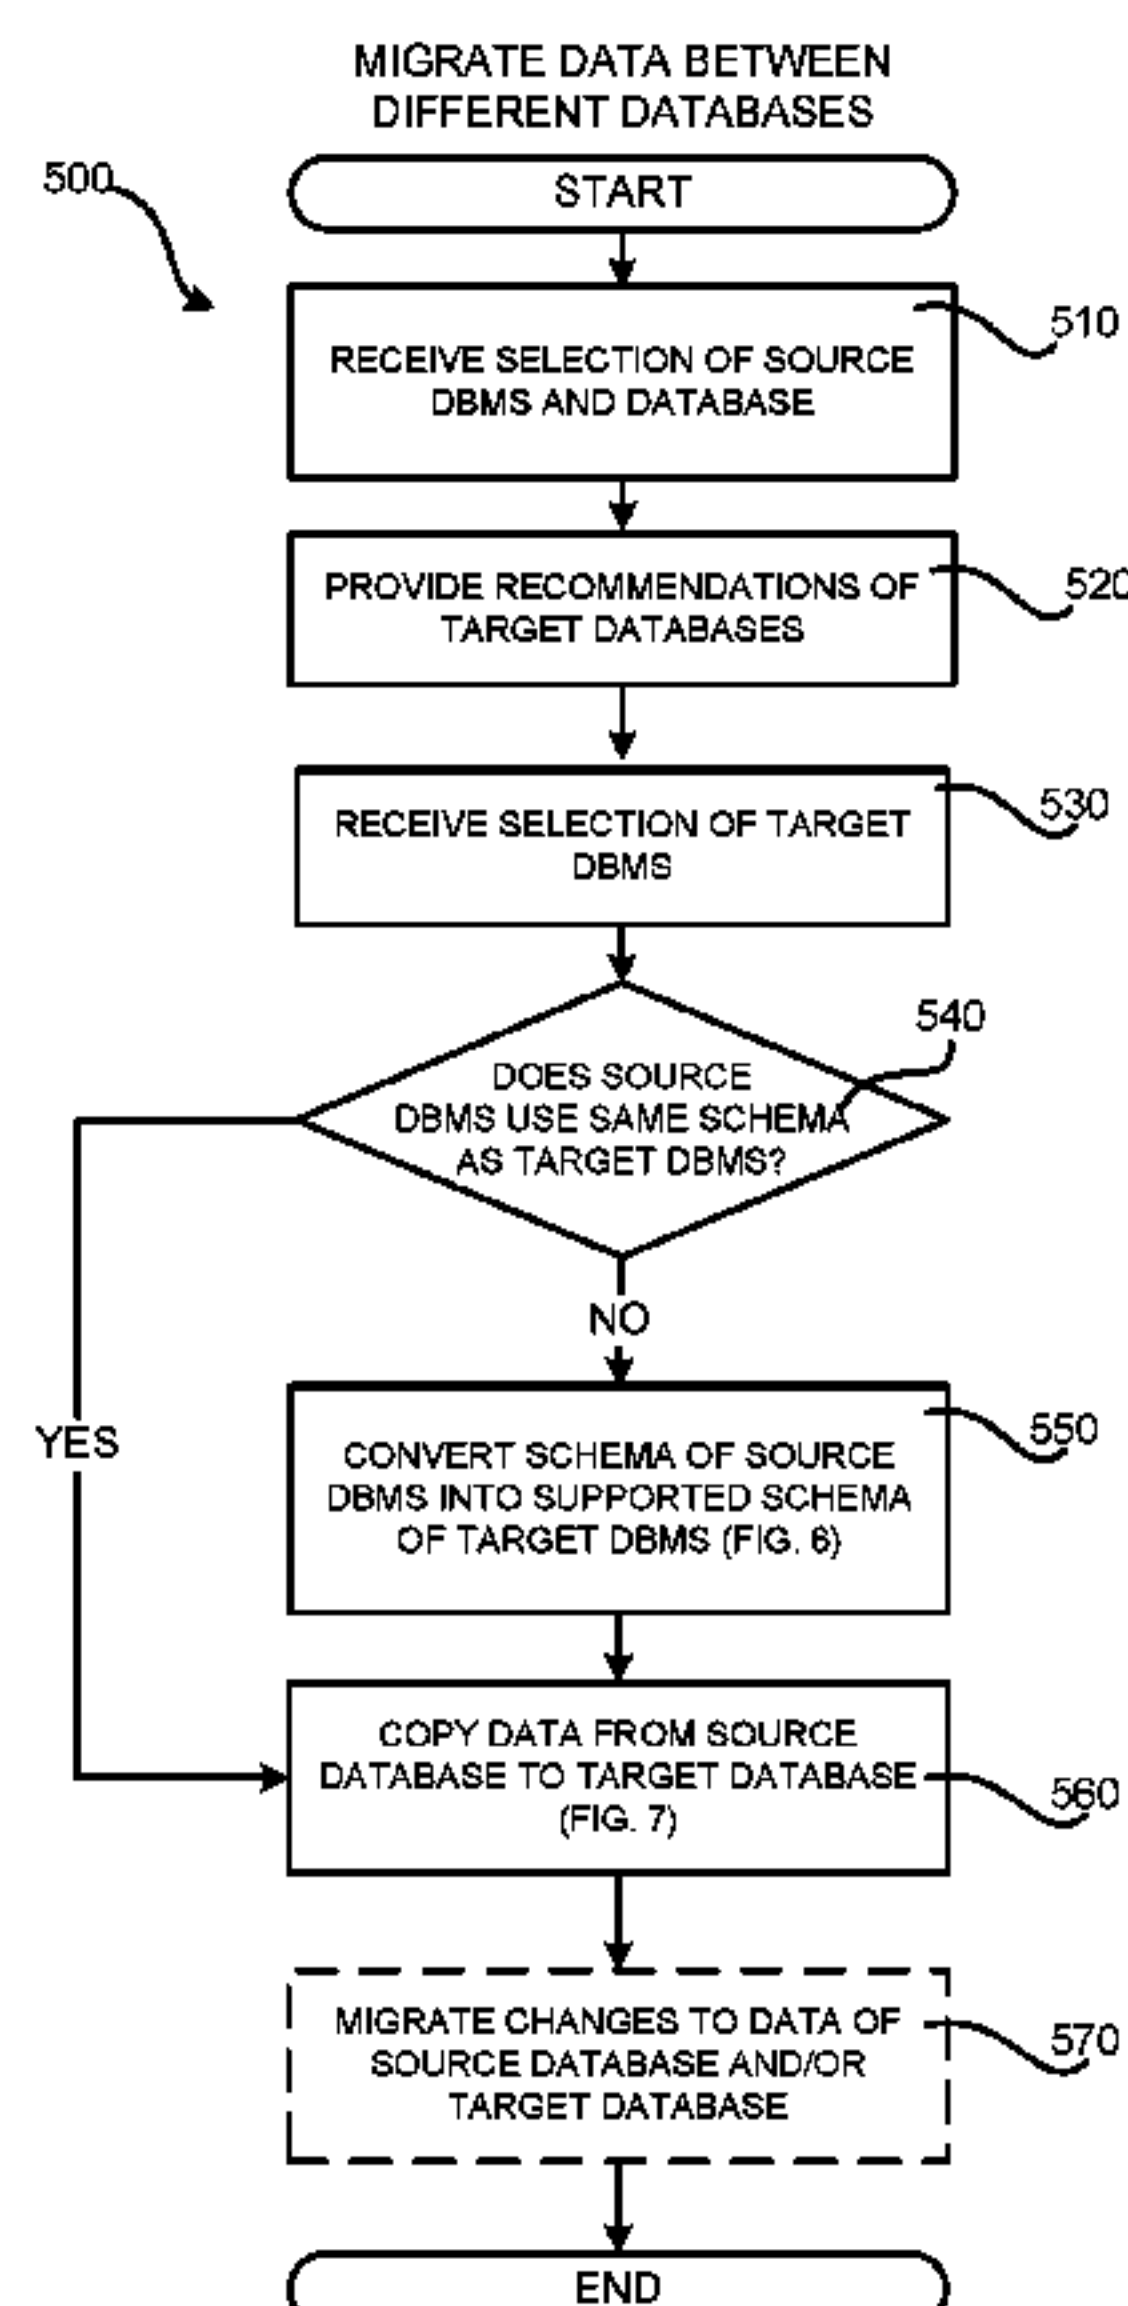 MIGRATE DATA BETWEEN
DIFFERENT DATABASES
500
START
510
RECEIVE SELECTION OF SOURCE
DBMS AND DATABASE
520
PROVIDE RECOMMENDATIONS OF
TARGET DATABASES
530
RECEIVE SELECTION OF TARGET
DBMS
540
DOES SOURCE
DBMS USE SAME SCHEMA
AS TARGET DBMS?
NO
YES
550
CONVERT SCHEMA OF SOURCE
DBMS INTO SUPPORTED SCHEMA
OF TARGET DBMS (FIG. 6)
COPY DATA FROM SOURCE
DATABASE TO TARGET DATABASE
(FIG. 7)
560
MIGRATE CHANGES TO DATA OF
SOURCE DATABASE AND/OR
TARGET DATABASE
570
END